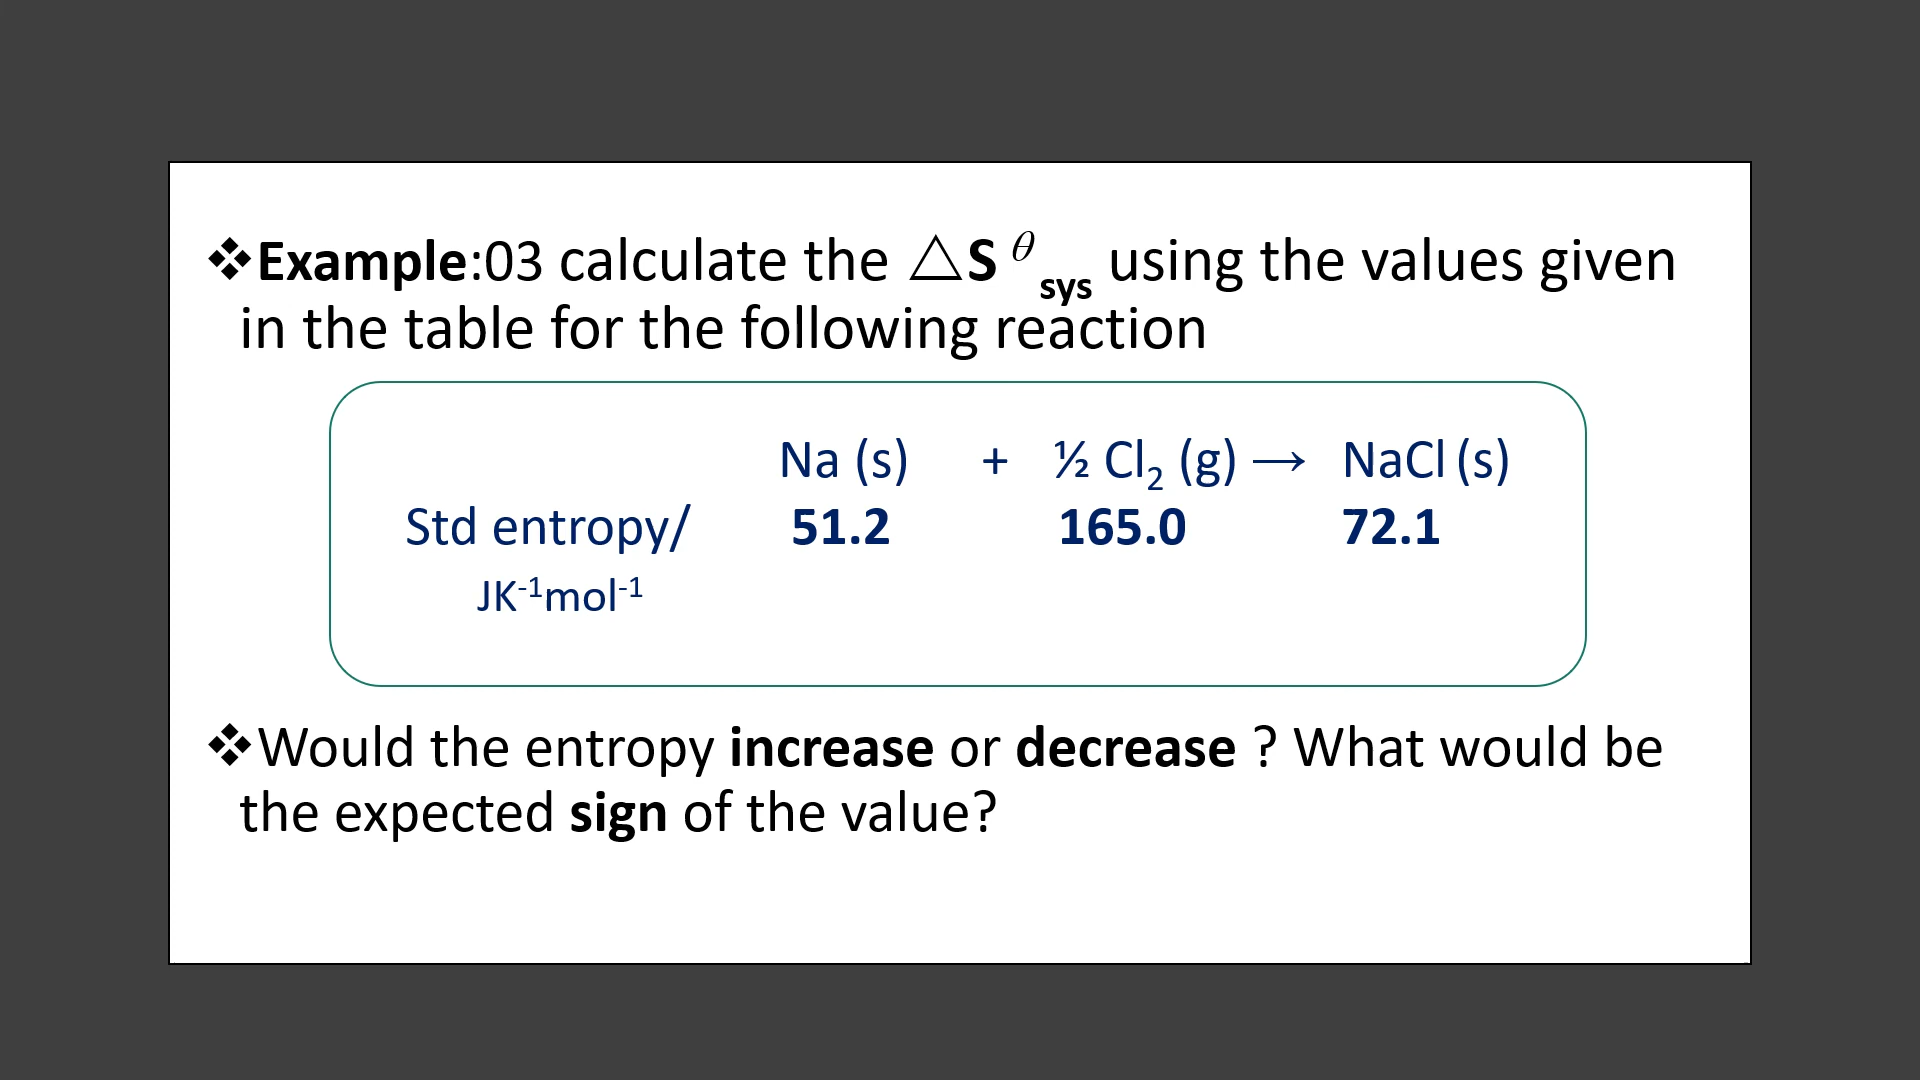 ❖Example:03 calculate the △S θ sys using the values given
in the table for the following reaction
Na (s) + ½ Cl₂ (g) → NaCl (s)
Std entropy/ 51.2 165.0 72.1
JK⁻¹mol⁻¹
❖Would the entropy increase or decrease ? What would be
the expected sign of the value?